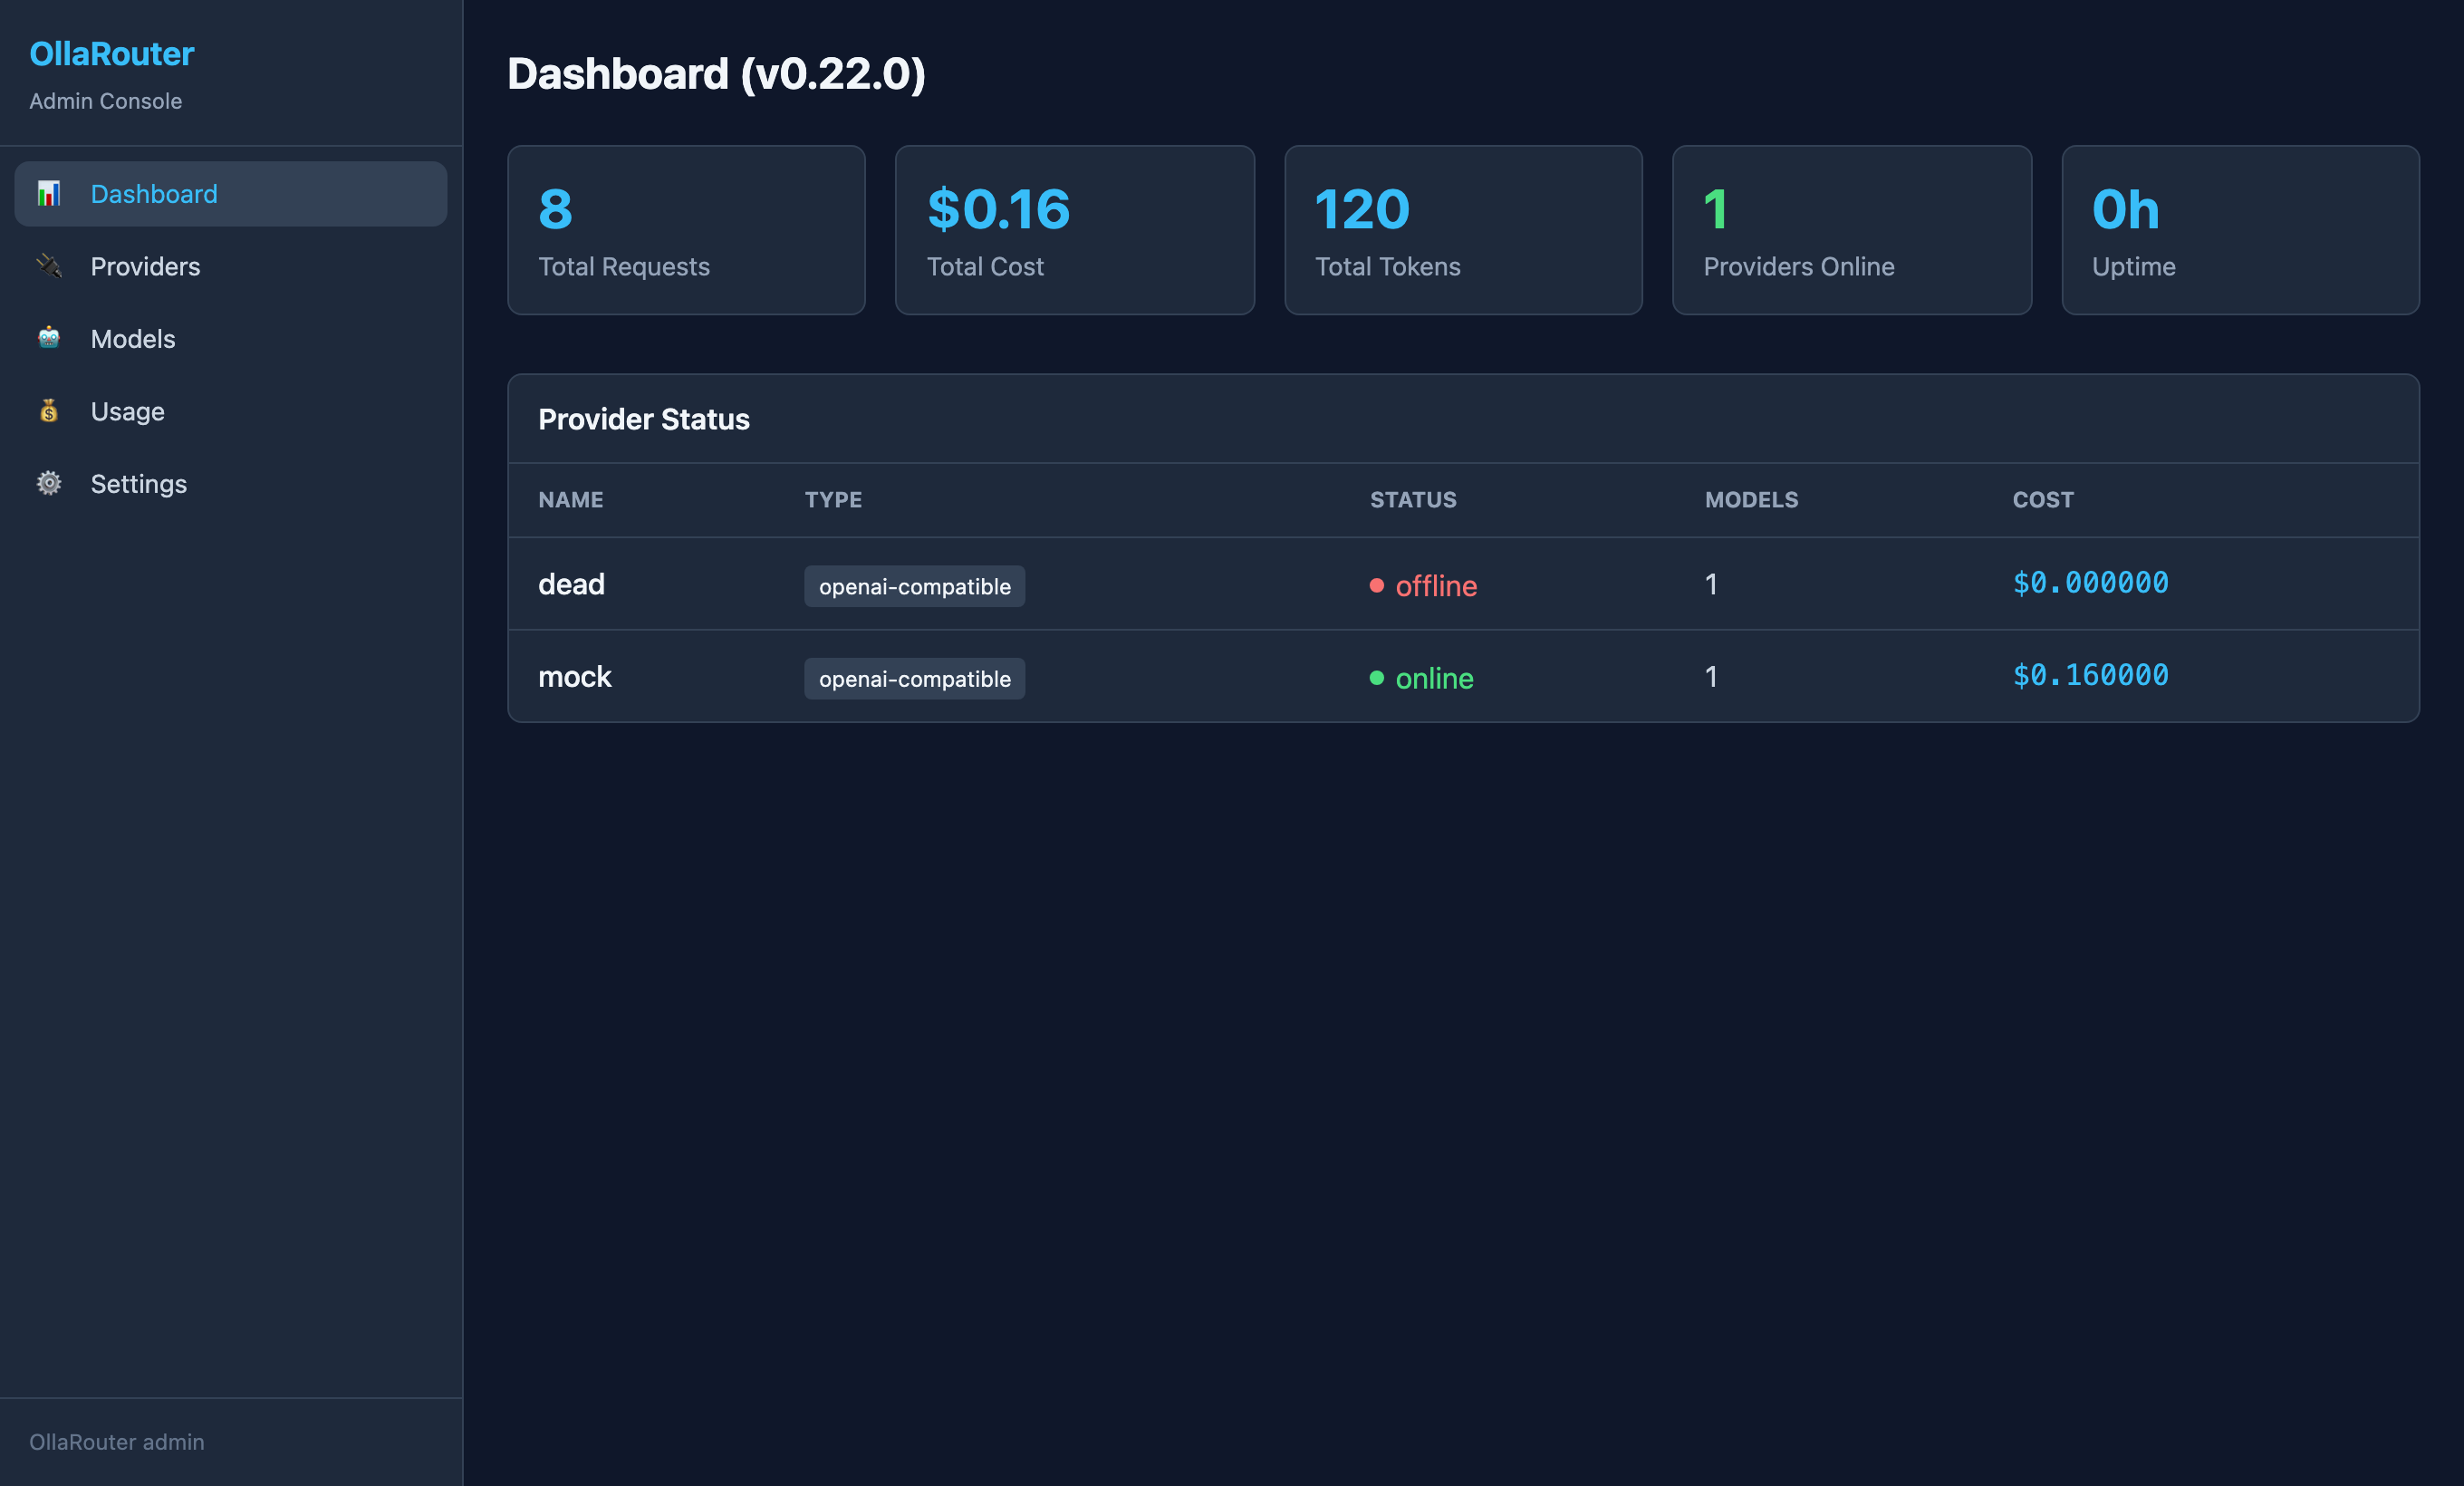 OllaRouter
Admin Console
Dashboard
Providers
Models
Usage
Settings
OllaRouter admin
Dashboard (v0.22.0)
8
Total Requests
$0.16
Total Cost
120
Total Tokens
1
Providers Online
0h
Uptime
Provider Status
NAME TYPE STATUS MODELS COST
dead openai-compatible offline 1 $0.000000
mock openai-compatible online 1 $0.160000